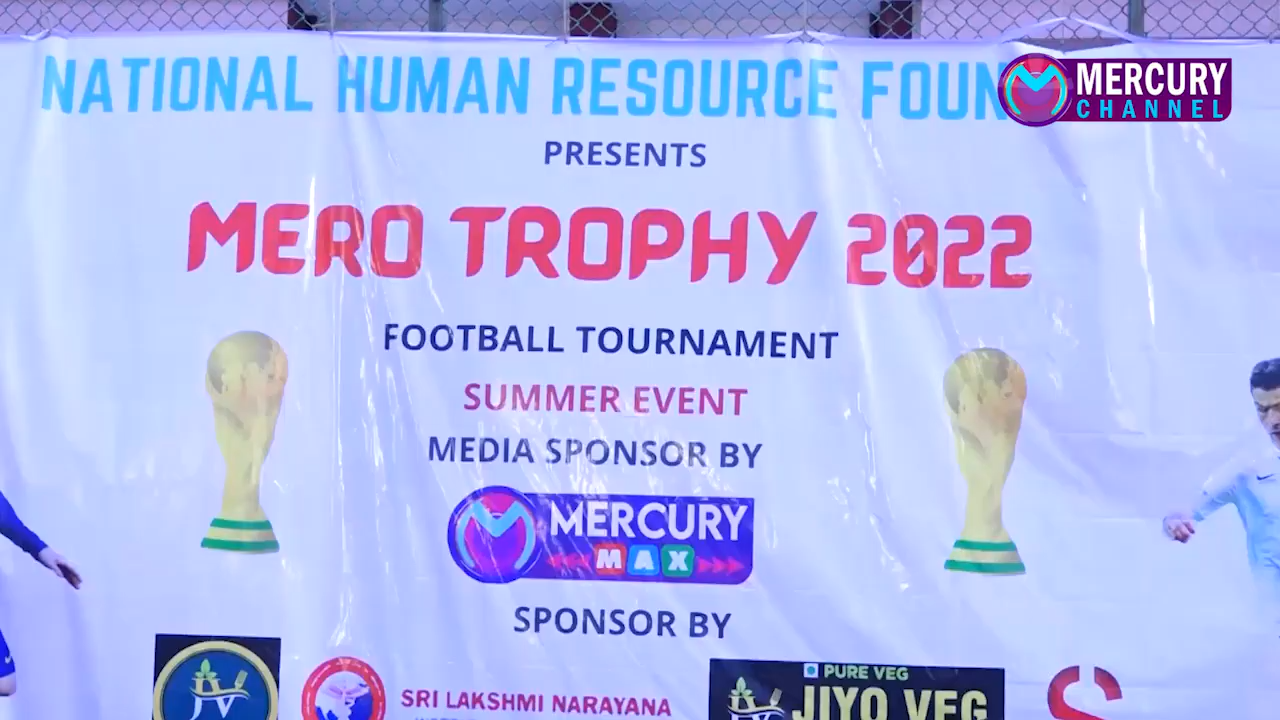 NATIONAL HUMAN RESOURCE FOUN
MERCURY
CHANNEL
PRESENTS
MERO TROPHY 2022
FOOTBALL TOURNAMENT
SUMMER EVENT
MEDIA SPONSOR BY
MERCURY
MAX
SPONSOR BY
PURE VEG
JIYO VEG
SRI LAKSHMI NARAYANA